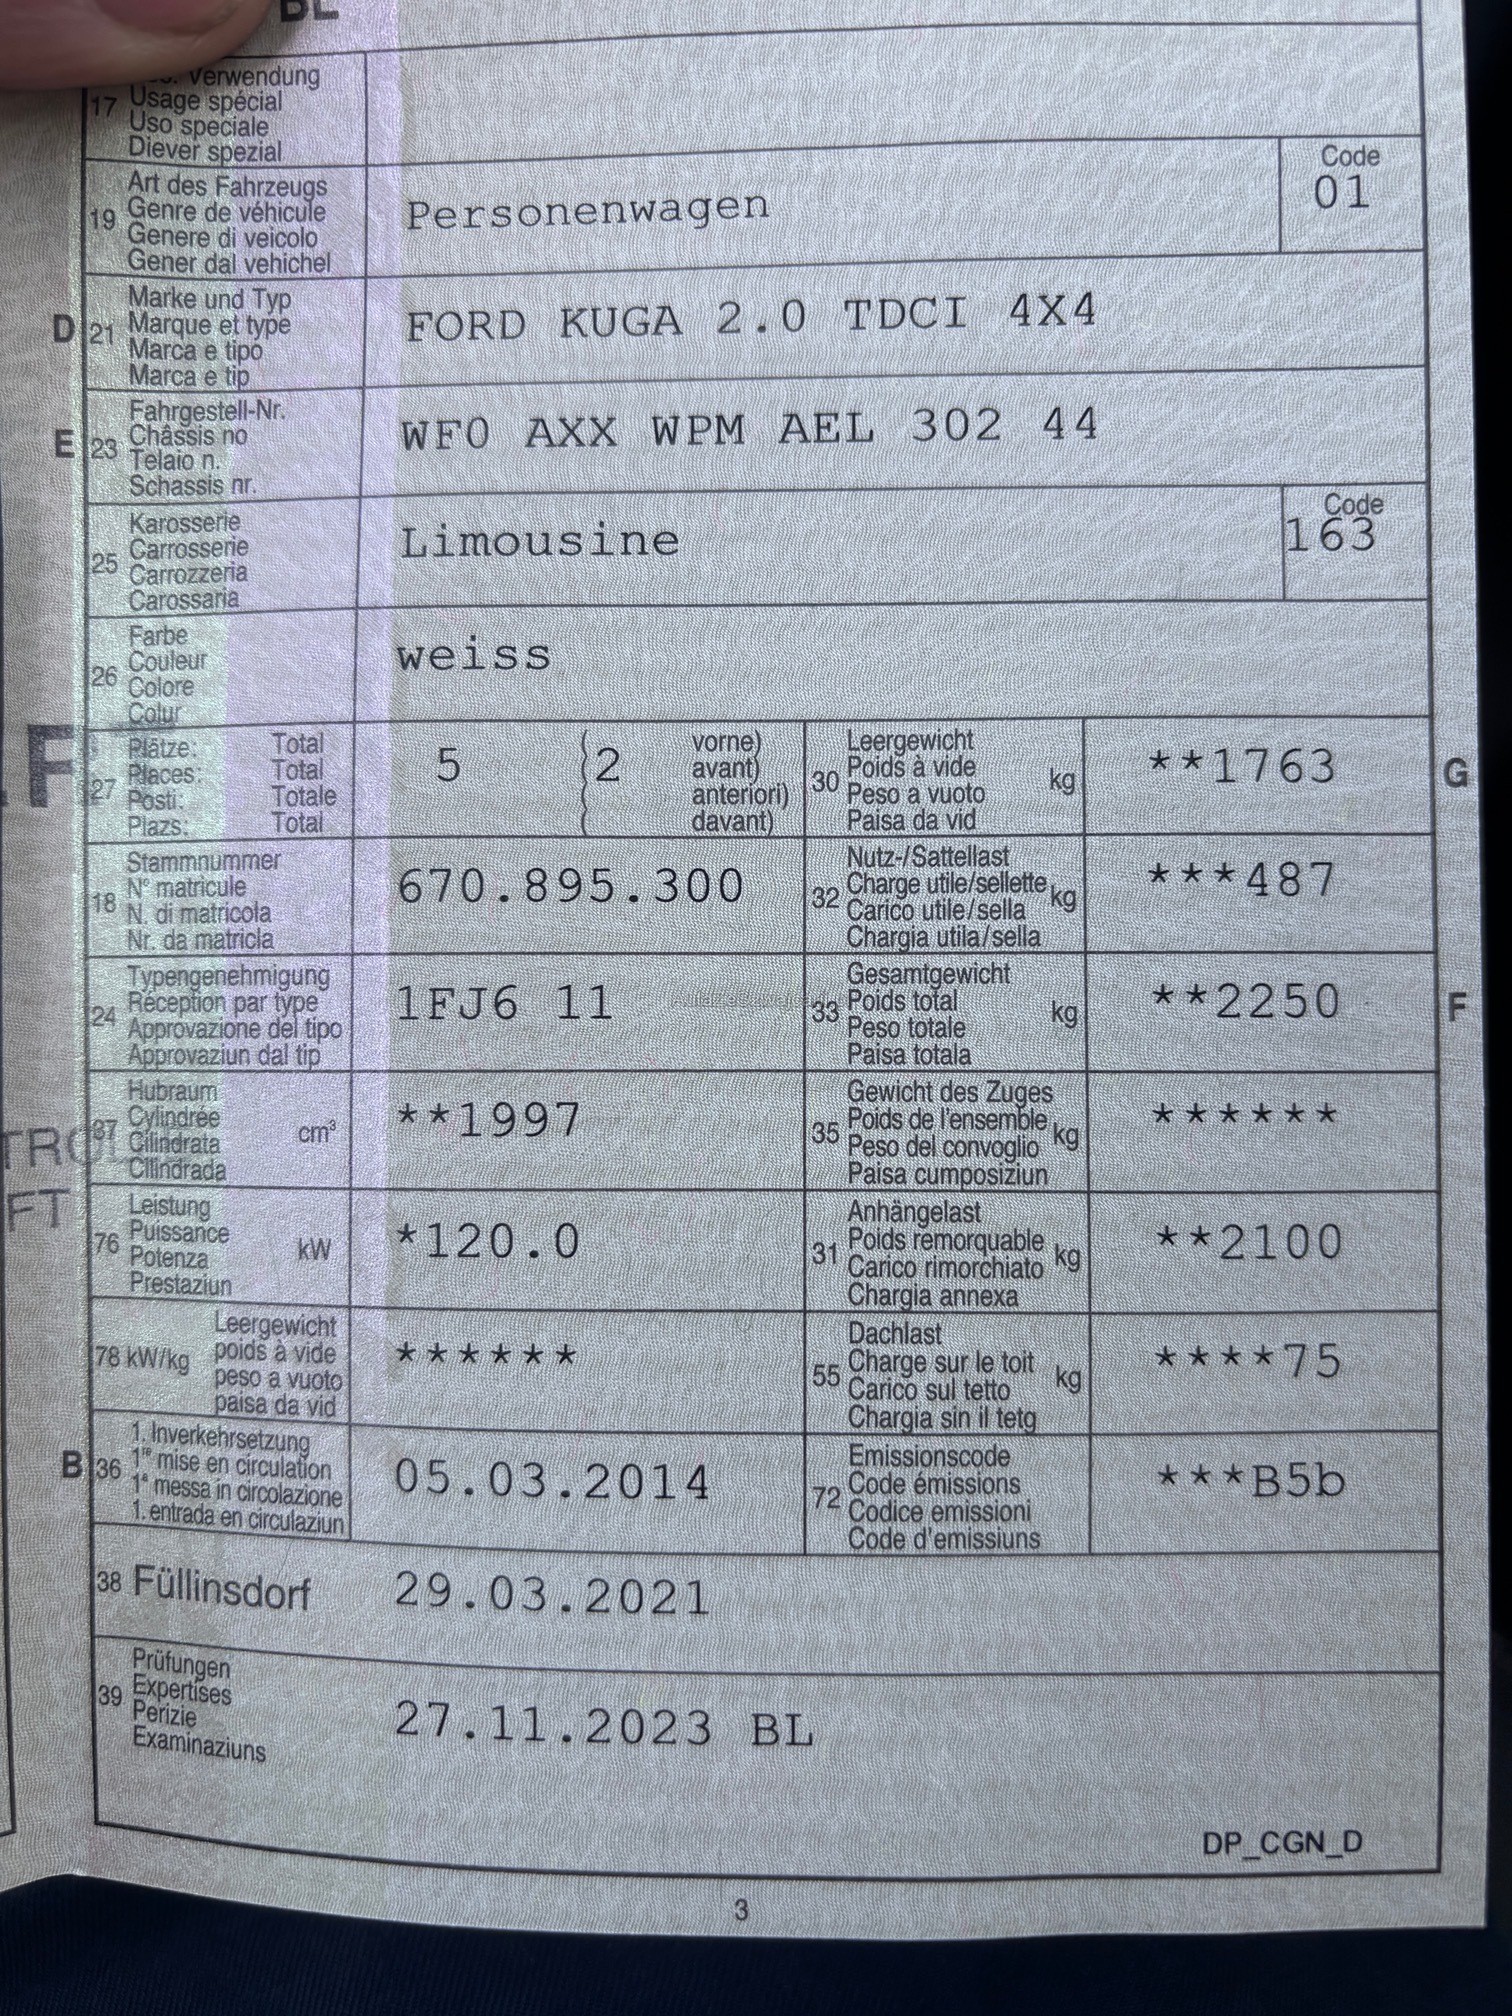 BL
Verwendung
17 Usage spécial
Uso speciale
Diever spezial
Art des Fahrzeugs
19 Genre de véhicule
Genere di veicolo
Gener dal vehichel
Personenwagen
Code
01
Marke und Typ
D 21 Marque et type
Marca e tipo
Marca e tip
FORD KUGA 2.0 TDCI 4X4
Fahrgestell-Nr.
E 23 Châssis no
Telaio n.
Schassis nr.
WF0 AXX WPM AEL 302 44
Karosserie
25 Carrosserie
Carrozzeria
Carossaria
Limousine
Code
163
Farbe
26 Couleur
Colore
Colur
weiss
Plätze: Total
27 Places: Total
Posti: Totale
Plazs: Total
5 (2 vorne)
avant)
anteriori)
davant)
Leergewicht
30 Poids à vide kg
Peso a vuoto
Paisa da vid
**1763 G
Stammnummer
18 N° matricule
N. di matricola
Nr. da matricla
670.895.300
Nutz-/Sattellast
32 Charge utile/sellette kg
Carico utile/sella
Chargia utila/sella
***487
Typengenehmigung
24 Réception par type
Approvazione del tipo
Approvaziun dal tip
1FJ6 11
Gesamtgewicht
33 Poids total kg
Peso totale
Paisa totala
**2250 F
Hubraum
37 Cylindrée cm³
Cilindrata
Cilindrada
**1997
Gewicht des Zuges
35 Poids de l'ensemble kg
Peso del convoglio
Paisa cumposiziun
******
Leistung
76 Puissance kW
Potenza
Prestaziun
*120.0
Anhängelast
31 Poids remorquable kg
Carico rimorchiato
Chargia annexa
**2100
Leergewicht
78 kW/kg poids à vide
peso a vuoto
paisa da vid
******
Dachlast
55 Charge sur le toit kg
Carico sul tetto
Chargia sin il tetg
****75
1. Inverkehrsetzung
B 36 1re mise en circulation
1a messa in circolazione
1. entrada en circulaziun
05.03.2014
Emissionscode
72 Code émissions
Codice emissioni
Code d'emissiuns
***B5b
38 Füllinsdorf 29.03.2021
Prüfungen
39 Expertises
Perizie
Examinaziuns
27.11.2023 BL
DP_CGN_D
3